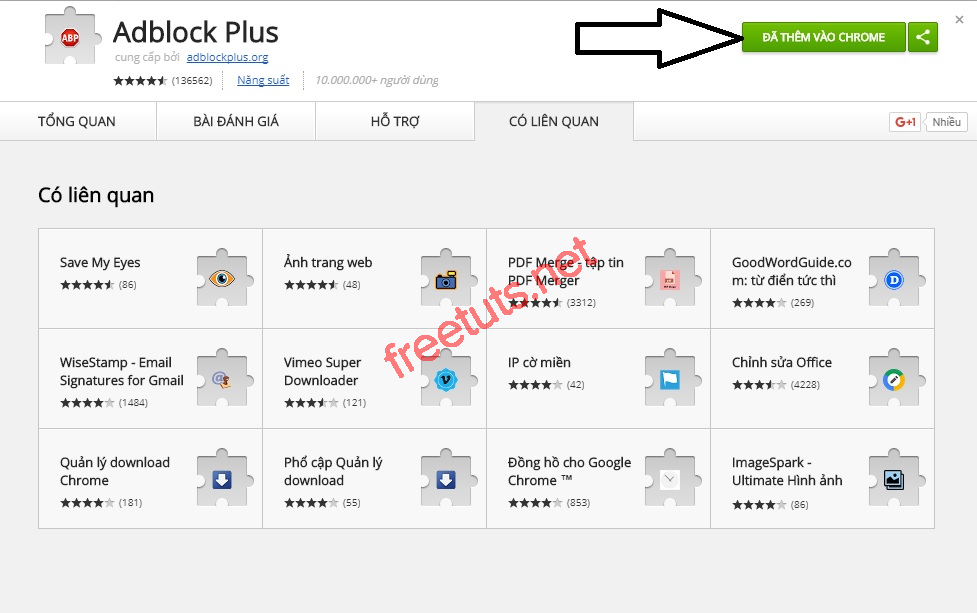 Adblock Plus
ABP
cung cấp bởi adblockplus.org
(136562) Năng suất 10.000.000+ người dùng
ĐÃ THÊM VÀO CHROME
TỔNG QUAN BÀI ĐÁNH GIÁ HỖ TRỢ CÓ LIÊN QUAN
G+1 Nhiều
Có liên quan
Save My Eyes
(86)
Ảnh trang web
(48)
PDF Merge - tập tin
PDF Merger
(3312)
GoodWordGuide.co
m: từ điển tức thì
(269)
WiseStamp - Email
Signatures for Gmail
(1484)
Vimeo Super
Downloader
(121)
IP cờ miền
(42)
Chỉnh sửa Office
(4228)
Quản lý download
Chrome
(181)
Phổ cập Quản lý
download
(55)
Đồng hồ cho Google
Chrome ™
(853)
ImageSpark -
Ultimate Hình ảnh
(86)
freetuts.net